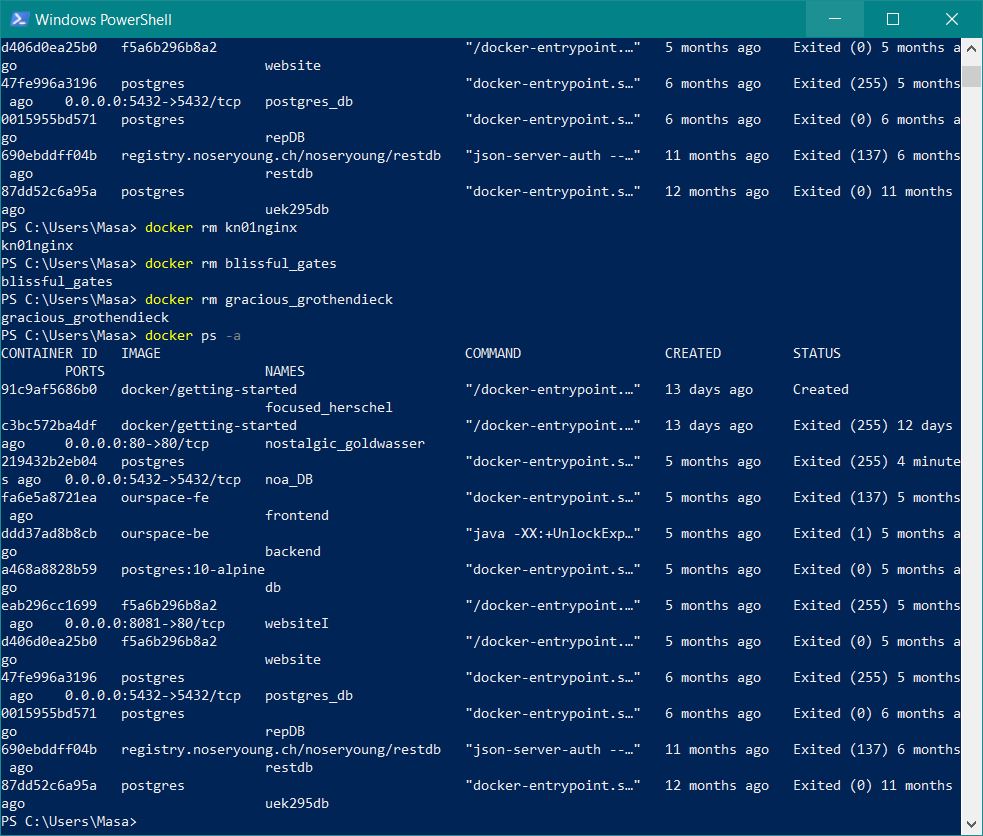 Windows PowerShell
d406d0ea25b0   f5a6b296b8a2                               "/docker-entrypoint.…"   5 months ago    Exited (0) 5 months a
go                               website
47fe996a3196   postgres                                   "docker-entrypoint.s…"   6 months ago    Exited (255) 5 months
 ago    0.0.0.0:5432->5432/tcp   postgres_db
0015955bd571   postgres                                   "docker-entrypoint.s…"   6 months ago    Exited (0) 6 months a
go                               repDB
690ebddff04b   registry.noseryoung.ch/noseryoung/restdb   "json-server-auth --…"   11 months ago   Exited (137) 6 months
 ago                             restdb
87dd52c6a95a   postgres                                   "docker-entrypoint.s…"   12 months ago   Exited (0) 11 months
ago                              uek295db
PS C:\Users\Masa> docker rm kn01nginx
kn01nginx
PS C:\Users\Masa> docker rm blissful_gates
blissful_gates
PS C:\Users\Masa> docker rm gracious_grothendieck
gracious_grothendieck
PS C:\Users\Masa> docker ps -a
CONTAINER ID   IMAGE                                      COMMAND                  CREATED         STATUS
        PORTS                    NAMES
91c9af5686b0   docker/getting-started                     "/docker-entrypoint.…"   13 days ago     Created
                                 focused_herschel
c3bc572ba4df   docker/getting-started                     "/docker-entrypoint.…"   13 days ago     Exited (255) 12 days
ago     0.0.0.0:80->80/tcp       nostalgic_goldwasser
219432b2eb04   postgres                                   "docker-entrypoint.s…"   5 months ago    Exited (255) 4 minute
s ago   0.0.0.0:5432->5432/tcp   noa_DB
fa6e5a8721ea   ourspace-fe                                "docker-entrypoint.s…"   5 months ago    Exited (137) 5 months
 ago                             frontend
ddd37ad8b8cb   ourspace-be                                "java -XX:+UnlockExp…"   5 months ago    Exited (1) 5 months a
go                               backend
a468a8828b59   postgres:10-alpine                         "docker-entrypoint.s…"   5 months ago    Exited (0) 5 months a
go                               db
eab296cc1699   f5a6b296b8a2                               "/docker-entrypoint.…"   5 months ago    Exited (255) 5 months
 ago    0.0.0.0:8081->80/tcp     websiteI
d406d0ea25b0   f5a6b296b8a2                               "/docker-entrypoint.…"   5 months ago    Exited (0) 5 months a
go                               website
47fe996a3196   postgres                                   "docker-entrypoint.s…"   6 months ago    Exited (255) 5 months
 ago    0.0.0.0:5432->5432/tcp   postgres_db
0015955bd571   postgres                                   "docker-entrypoint.s…"   6 months ago    Exited (0) 6 months a
go                               repDB
690ebddff04b   registry.noseryoung.ch/noseryoung/restdb   "json-server-auth --…"   11 months ago   Exited (137) 6 months
 ago                             restdb
87dd52c6a95a   postgres                                   "docker-entrypoint.s…"   12 months ago   Exited (0) 11 months
ago                              uek295db
PS C:\Users\Masa>